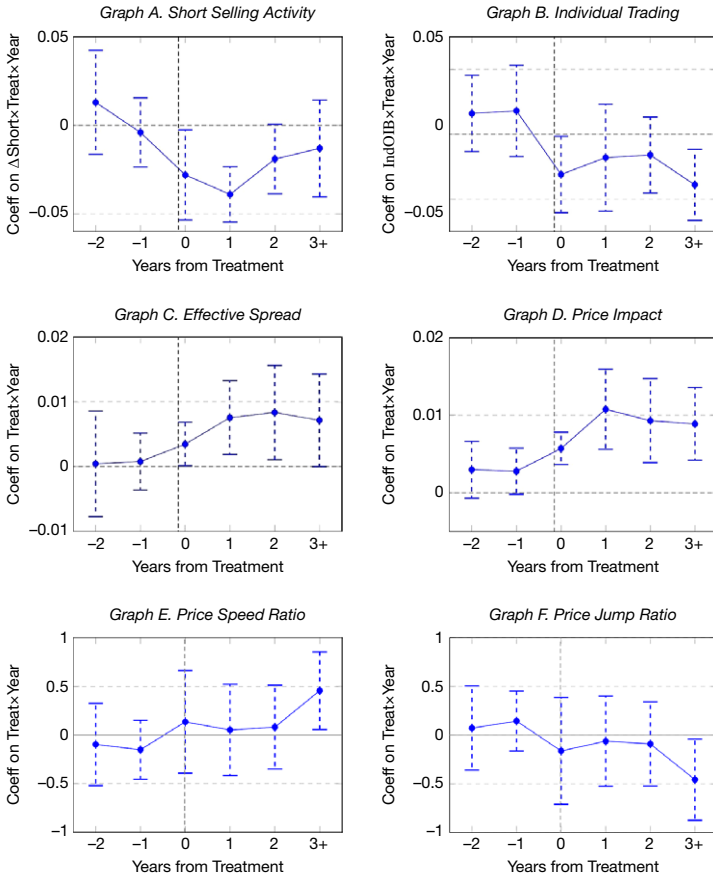 Graph A. Short Selling Activity
Coeff on ΔShort×Treat×Year
0.05
0
−0.05
−2 −1 0 1 2 3+
Years from Treatment
Graph B. Individual Trading
Coeff on IndOIB×Treat×Year
0.05
0
−0.05
−2 −1 0 1 2 3+
Years from Treatment
Graph C. Effective Spread
Coeff on Treat×Year
0.02
0.01
0
-0.01
−2 −1 0 1 2 3+
Years from Treatment
Graph D. Price Impact
Coeff on Treat×Year
0.02
0.01
0
−2 −1 0 1 2 3+
Years from Treatment
Graph E. Price Speed Ratio
Coeff on Treat×Year
1
0.5
0
−0.5
−1
−2 −1 0 1 2 3+
Years from Treatment
Graph F. Price Jump Ratio
Coeff on Treat×Year
1
0.5
0
−0.5
−1
−2 −1 0 1 2 3+
Years from Treatment